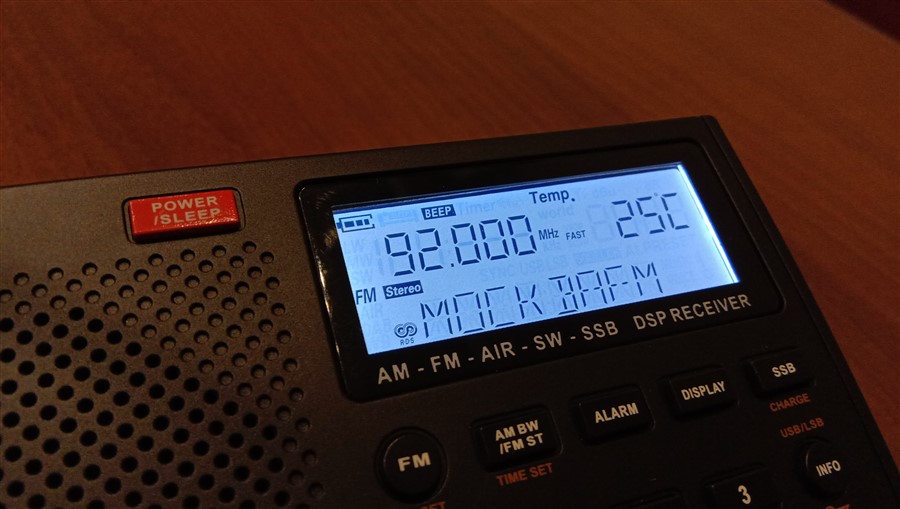 POWER
/SLEEP
BEEP
Temp.
92.000 MHz FAST 25°C
FM Stereo
RDS
MOCK BAFM
AM - FM - AIR - SW - SSB DSP RECEIVER
FM
AM BW
/FM ST
ALARM
DISPLAY
SSB
TIME SET
CHARGE
USB/LSB
INFO
3